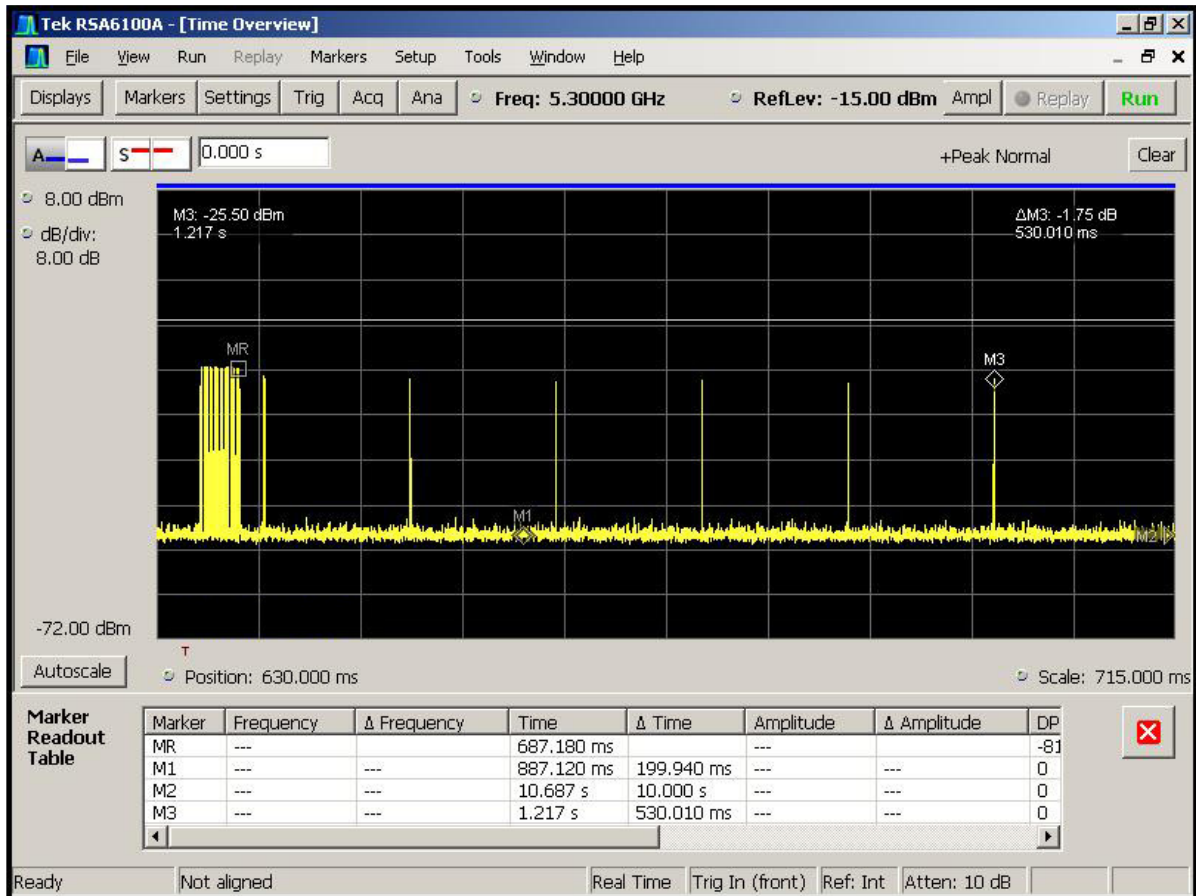 Tek RSA6100A - [Time Overview]
File View Run Replay Markers Setup Tools Window Help
Displays Markers Settings Trig Acq Ana Freq: 5.30000 GHz RefLev: -15.00 dBm Ampl Replay Run
A S 0.000 s +Peak Normal Clear
8.00 dBm
dB/div:
8.00 dB
M3: -25.50 dBm
1.217 s
ΔM3: -1.75 dB
530.010 ms
MR
M3
M1
M2
-72.00 dBm
T
Autoscale Position: 630.000 ms Scale: 715.000 ms
Marker
Readout
Table
Marker Frequency Δ Frequency Time Δ Time Amplitude Δ Amplitude DP
MR --- 687.180 ms --- -81
M1 --- --- 887.120 ms 199.940 ms --- --- 0
M2 --- --- 10.687 s 10.000 s --- --- 0
M3 --- --- 1.217 s 530.010 ms --- --- 0
Ready Not aligned Real Time Trig In (front) Ref: Int Atten: 10 dB